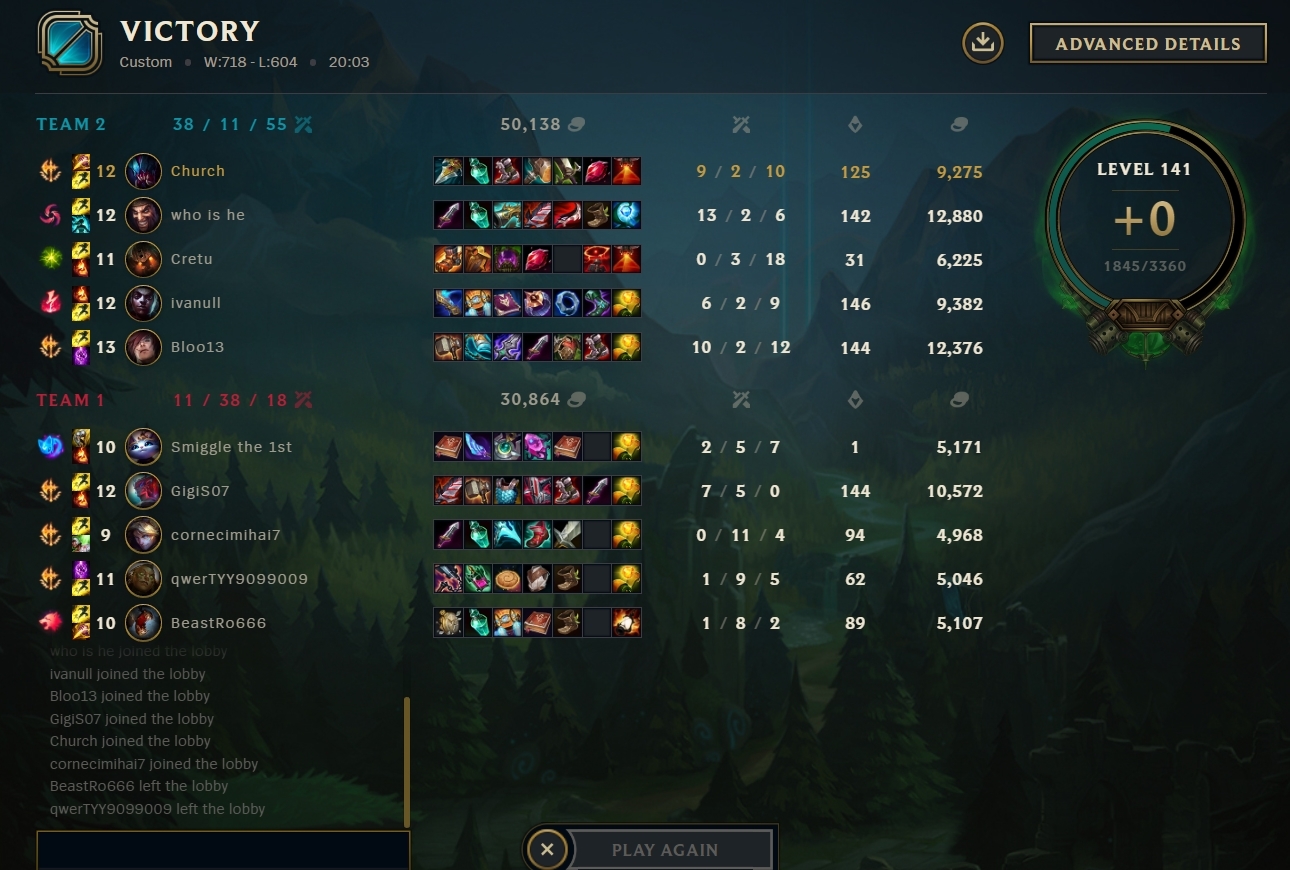 VICTORY
Custom • W:718 - L:604 • 20:03
ADVANCED DETAILS
TEAM 2 38 / 11 / 55 50,138
12 Church 9 / 2 / 10 125 9,275
12 who is he 13 / 2 / 6 142 12,880
11 Cretu 0 / 3 / 18 31 6,225
12 ivanull 6 / 2 / 9 146 9,382
13 Bloo13 10 / 2 / 12 144 12,376
LEVEL 141
+0
1845/3360
TEAM 1 11 / 38 / 18 30,864
10 Smiggle the 1st 2 / 5 / 7 1 5,171
12 GigiS07 7 / 5 / 0 144 10,572
9 cornecimihai7 0 / 11 / 4 94 4,968
11 qwerTYY9099009 1 / 9 / 5 62 5,046
10 BeastRo666 1 / 8 / 2 89 5,107
who is he joined the lobby
ivanull joined the lobby
Bloo13 joined the lobby
GigiS07 joined the lobby
Church joined the lobby
cornecimihai7 joined the lobby
BeastRo666 left the lobby
qwerTYY9099009 left the lobby
PLAY AGAIN